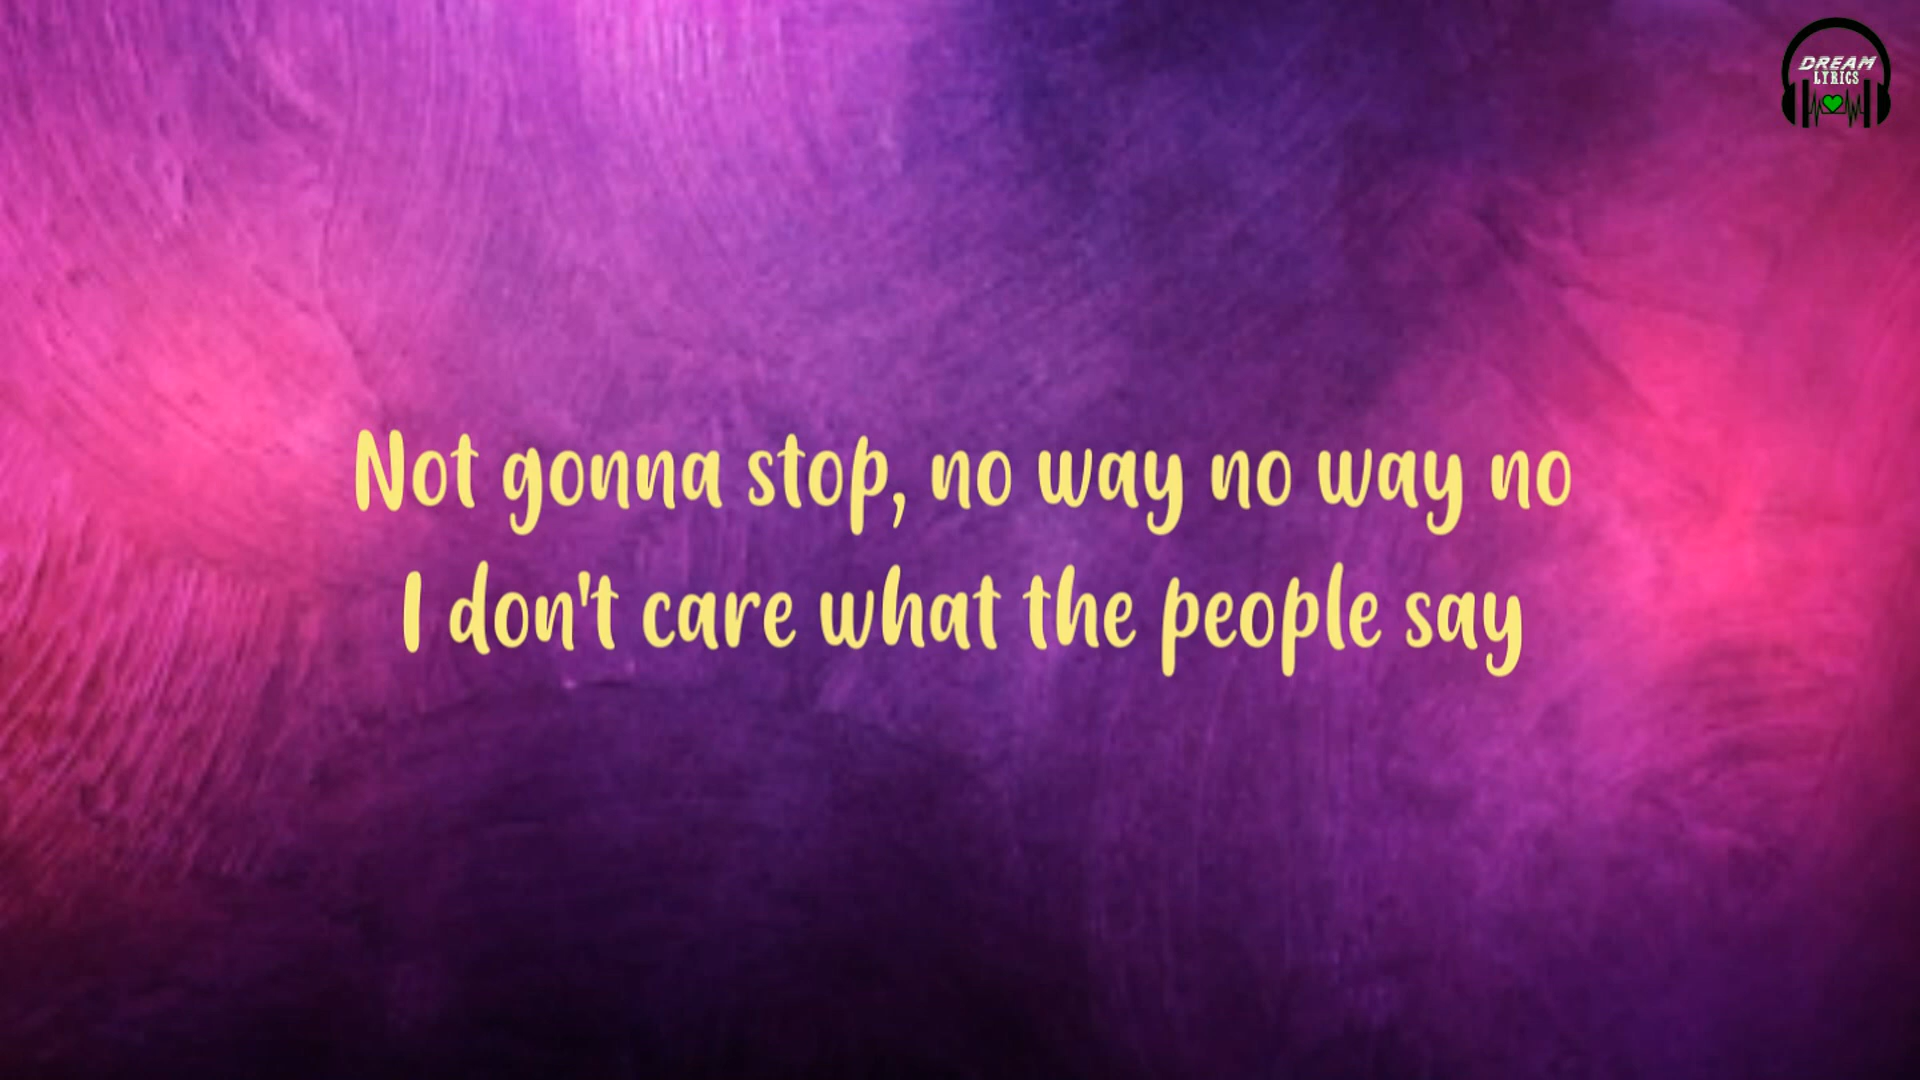 DREAM
LYRICS
Not gonna stop, no way no way no
I don't care what the people say